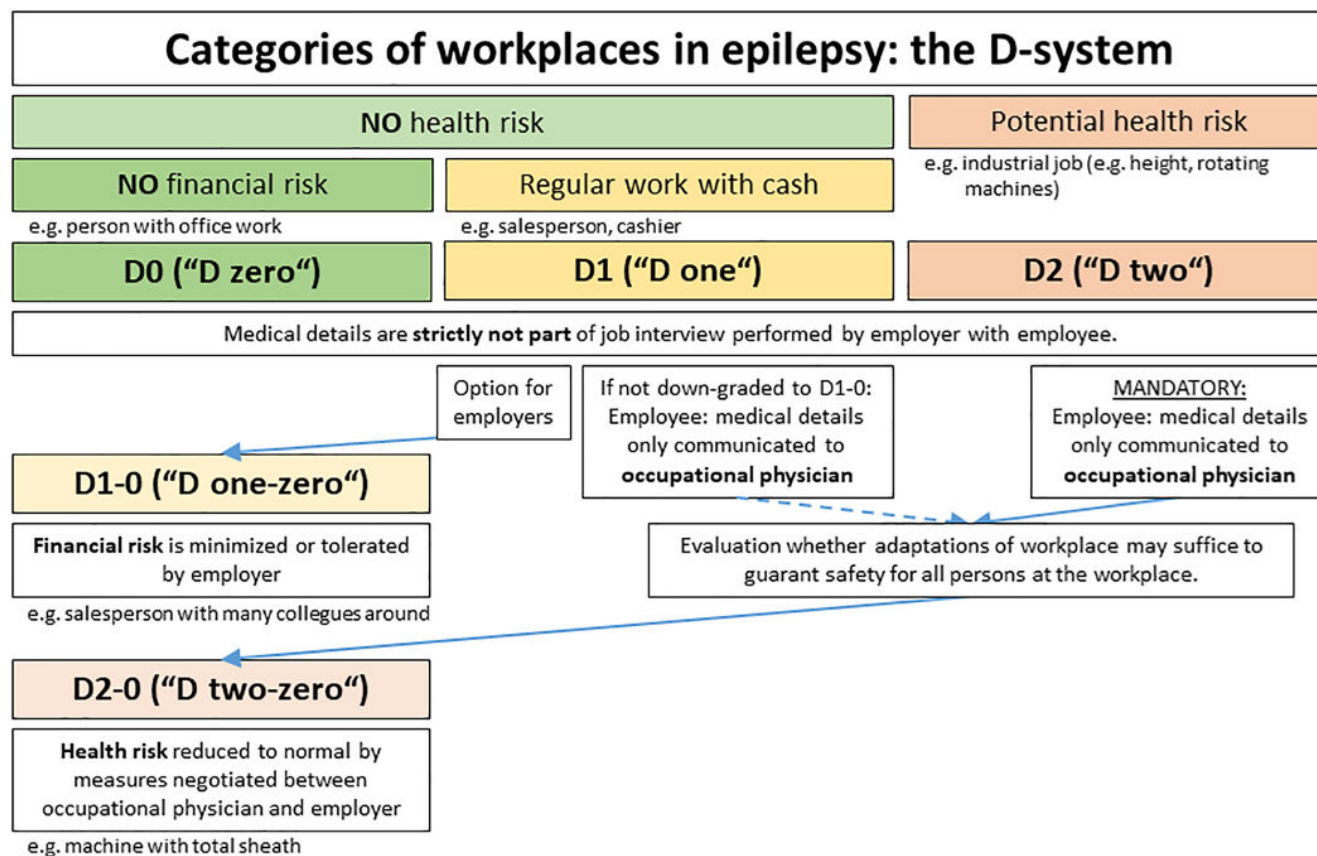 Categories of workplaces in epilepsy: the D-system
NO health risk
Potential health risk
e.g. industrial job (e.g. height, rotating
machines)
NO financial risk
Regular work with cash
e.g. person with office work
e.g. salesperson, cashier
D0 (“D zero“)
D1 (“D one“)
D2 (“D two“)
Medical details are strictly not part of job interview performed by employer with employee.
Option for
employers
If not down-graded to D1-0:
Employee: medical details
only communicated to
occupational physician
MANDATORY:
Employee: medical details
only communicated to
occupational physician
D1-0 (“D one-zero“)
Financial risk is minimized or tolerated
by employer
e.g. salesperson with many collegues around
Evaluation whether adaptations of workplace may suffice to
guarant safety for all persons at the workplace.
D2-0 (“D two-zero“)
Health risk reduced to normal by
measures negotiated between
occupational physician and employer
e.g. machine with total sheath